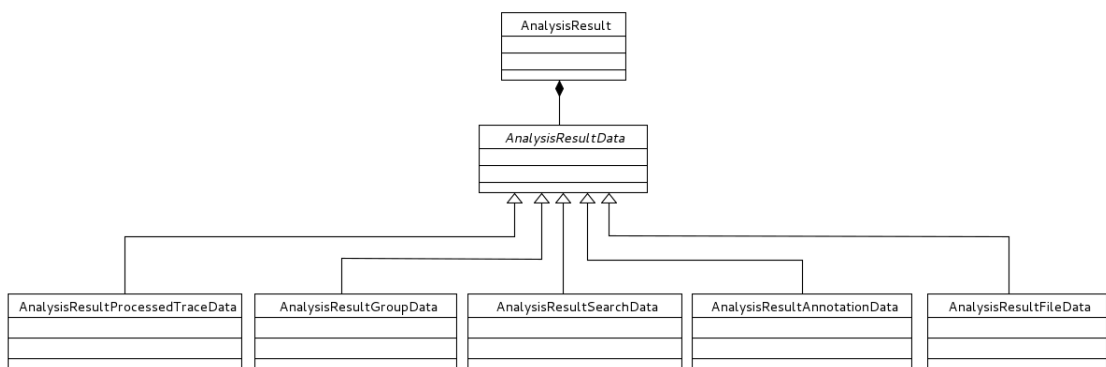 AnalysisResult
AnalysisResultData
AnalysisResultProcessedTraceData
AnalysisResultGroupData
AnalysisResultSearchData
AnalysisResultAnnotationData
AnalysisResultFileData